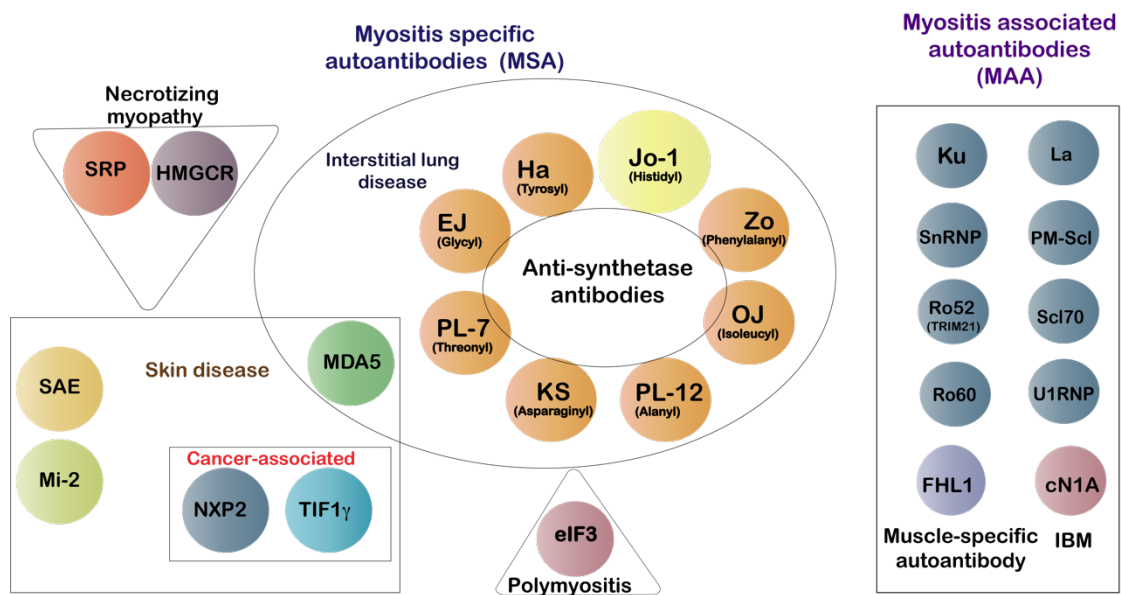 Myositis specific
autoantibodies (MSA)
Myositis associated
autoantibodies
(MAA)
Necrotizing
myopathy
SRP
HMGCR
Interstitial lung
disease
Ha
(Tyrosyl)
Jo-1
(Histidyl)
EJ
(Glycyl)
Zo
(Phenylalanyl)
Anti-synthetase
antibodies
PL-7
(Threonyl)
OJ
(Isoleucyl)
KS
(Asparaginyl)
PL-12
(Alanyl)
Skin disease
MDA5
SAE
Mi-2
Cancer-associated
NXP2
TIF1γ
eIF3
Polymyositis
Ku
La
SnRNP
PM-Scl
Ro52
(TRIM21)
Scl70
Ro60
U1RNP
FHL1
cN1A
Muscle-specific
autoantibody
IBM